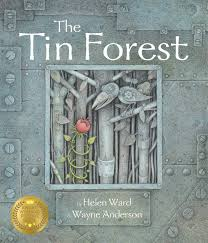 The
Tin Forest
by Helen Ward
& Wayne Anderson